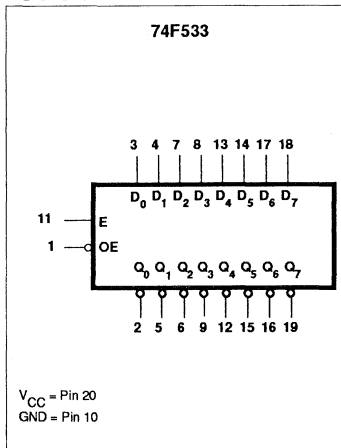 74F533
3 4 7 8 13 14 17 18
D0 D1 D2 D3 D4 D5 D6 D7
11 E
1 OE
Q0 Q1 Q2 Q3 Q4 Q5 Q6 Q7
2 5 6 9 12 15 16 19
VCC = Pin 20
GND = Pin 10